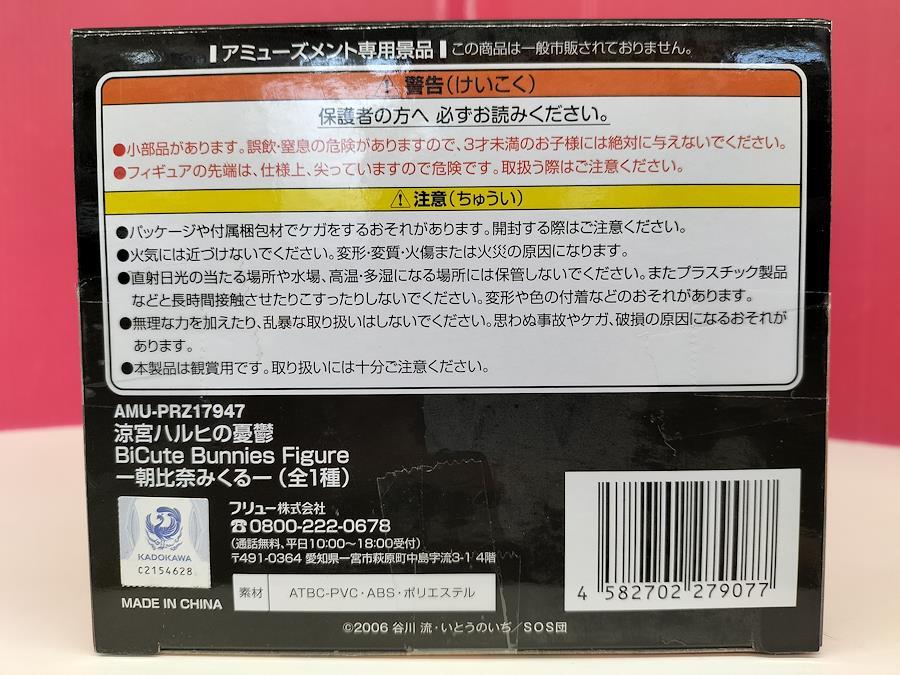 アミューズメント専用景品 この商品は一般市販されておりません。
⚠ 警告(けいこく)
保護者の方へ 必ずお読みください。
●小部品があります。誤飲・窒息の危険がありますので、3才未満のお子様には絶対に与えないでください。
●フィギュアの先端は、仕様上、尖っていますので危険です。取扱う際はご注意ください。
⚠ 注意(ちゅうい)
●パッケージや付属梱包材でケガをするおそれがあります。開封する際はご注意ください。
●火気には近づけないでください。変形・変質・火傷または火災の原因になります。
●直射日光の当たる場所や水場、高温・多湿になる場所には保管しないでください。またプラスチック製品
などと長時間接触させたりこすったりしないでください。変形や色の付着などのおそれがあります。
●無理な力を加えたり、乱暴な取り扱いはしないでください。思わぬ事故やケガ、破損の原因になるおそれが
あります。
●本製品は観賞用です。取り扱いには十分ご注意ください。
AMU-PRZ17947
涼宮ハルヒの憂鬱
BiCute Bunnies Figure
ー朝比奈みくるー(全1種)
フリュー株式会社
☎0800-222-0678
(通話無料、平日10:00〜18:00受付)
〒491-0364 愛知県一宮市萩原町中島字流3-1 4階
KADOKAWA
C2154628
MADE IN CHINA
素材 ATBC-PVC・ABS・ポリエステル
4 582702 279077
©2006 谷川 流・いとうのいぢ/SOS団